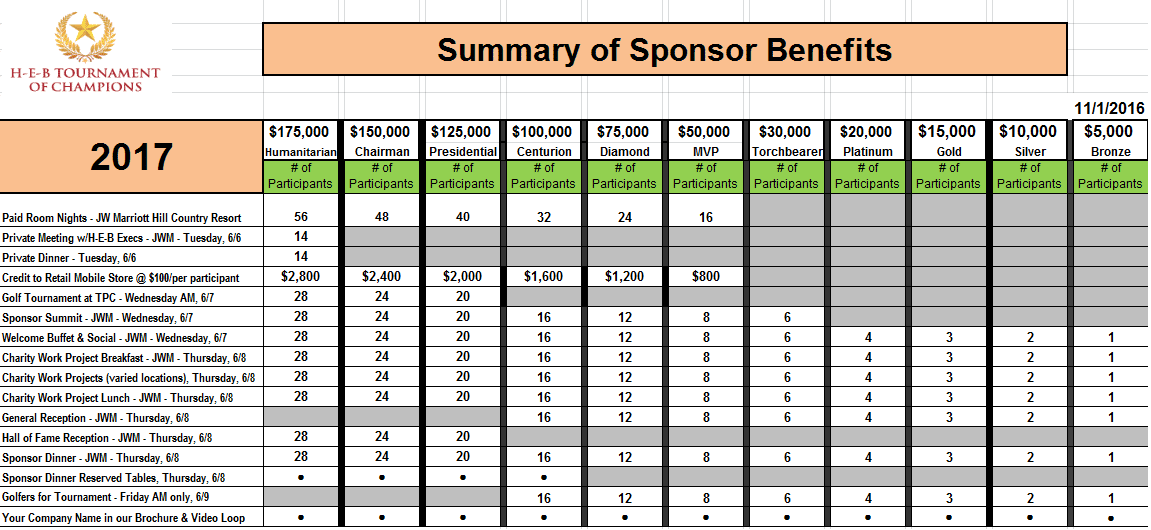 Summary of Sponsor Benefits
H-E-B TOURNAMENT
OF CHAMPIONS
11/1/2016
2017
$175,000 $150,000 $125,000 $100,000 $75,000 $50,000 $30,000 $20,000 $15,000 $10,000 $5,000
Humanitarian Chairman Presidential Centurion Diamond MVP Torchbearer Platinum Gold Silver Bronze
# of # of # of # of # of # of # of # of # of # of # of
Participants Participants Participants Participants Participants Participants Participants Participants Participants Participants Participants
Paid Room Nights - JW Marriott Hill Country Resort 56 48 40 32 24 16
Private Meeting w/H-E-B Execs - JWM - Tuesday, 6/6 14
Private Dinner - Tuesday, 6/6 14
Credit to Retail Mobile Store @ $100/per participant $2,800 $2,400 $2,000 $1,600 $1,200 $800
Golf Tournament at TPC - Wednesday AM, 6/7 28 24 20
Sponsor Summit - JWM - Wednesday, 6/7 28 24 20 16 12 8 6
Welcome Buffet & Social - JWM - Wednesday, 6/7 28 24 20 16 12 8 6 4 3 2 1
Charity Work Project Breakfast - JWM - Thursday, 6/8 28 24 20 16 12 8 6 4 3 2 1
Charity Work Projects (varied locations), Thursday, 6/8 28 24 20 16 12 8 6 4 3 2 1
Charity Work Project Lunch - JWM - Thursday, 6/8 28 24 20 16 12 8 6 4 3 2 1
General Reception - JWM - Thursday, 6/8 16 12 8 6 4 3 2 1
Hall of Fame Reception - JWM - Thursday, 6/8 28 24 20
Sponsor Dinner - JWM - Thursday, 6/8 28 24 20 16 12 8 6 4 3 2 1
Sponsor Dinner Reserved Tables, Thursday, 6/8 • • • •
Golfers for Tournament - Friday AM only, 6/9 16 12 8 6 4 3 2 1
Your Company Name in our Brochure & Video Loop • • • • • • • • • • •